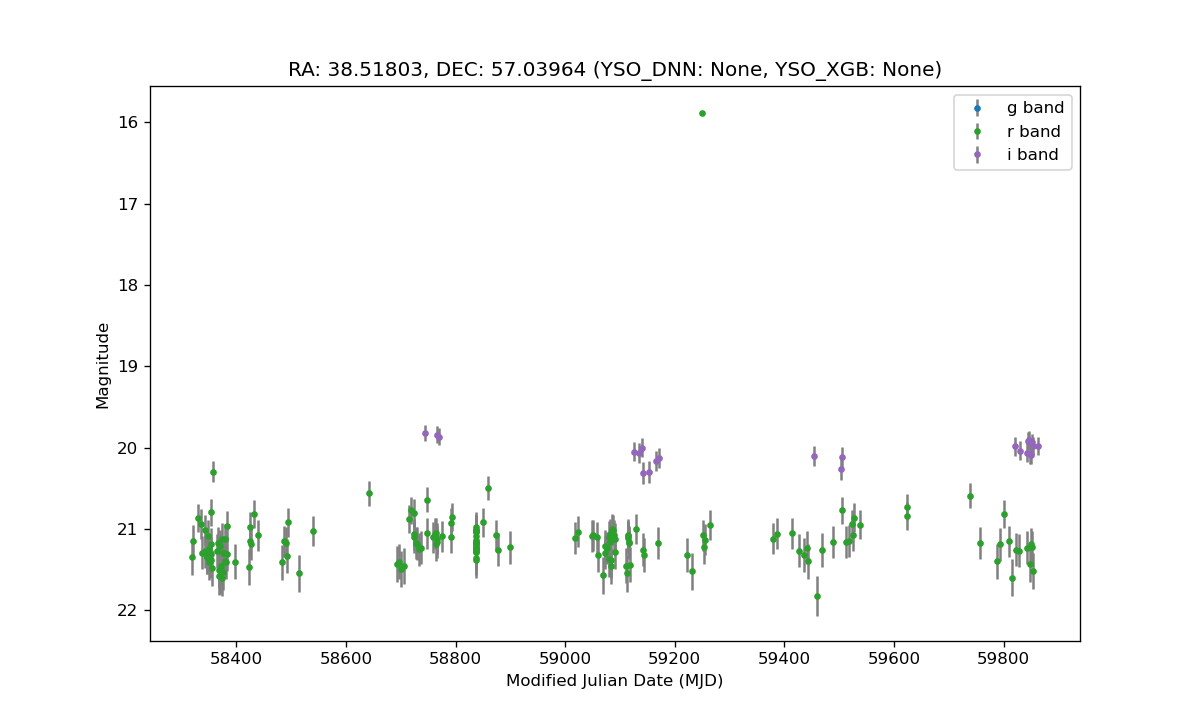 RA: 38.51803, DEC: 57.03964 (YSO_DNN: None, YSO_XGB: None)
g band
r band
i band
16
17
18
19
20
21
22
Magnitude
58400 58600 58800 59000 59200 59400 59600 59800
Modified Julian Date (MJD)